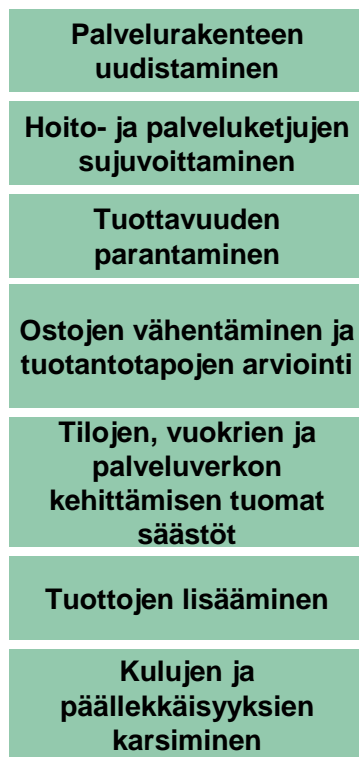 Palvelurakenteen
uudistaminen
Hoito- ja palveluketjujen
sujuvoittaminen
Tuottavuuden
parantaminen
Ostojen vähentäminen ja
tuotantotapojen arviointi
Tilojen, vuokrien ja
palveluverkon
kehittämisen tuomat
säästöt
Tuottojen lisääminen
Kulujen ja
päällekkäisyyksien
karsiminen